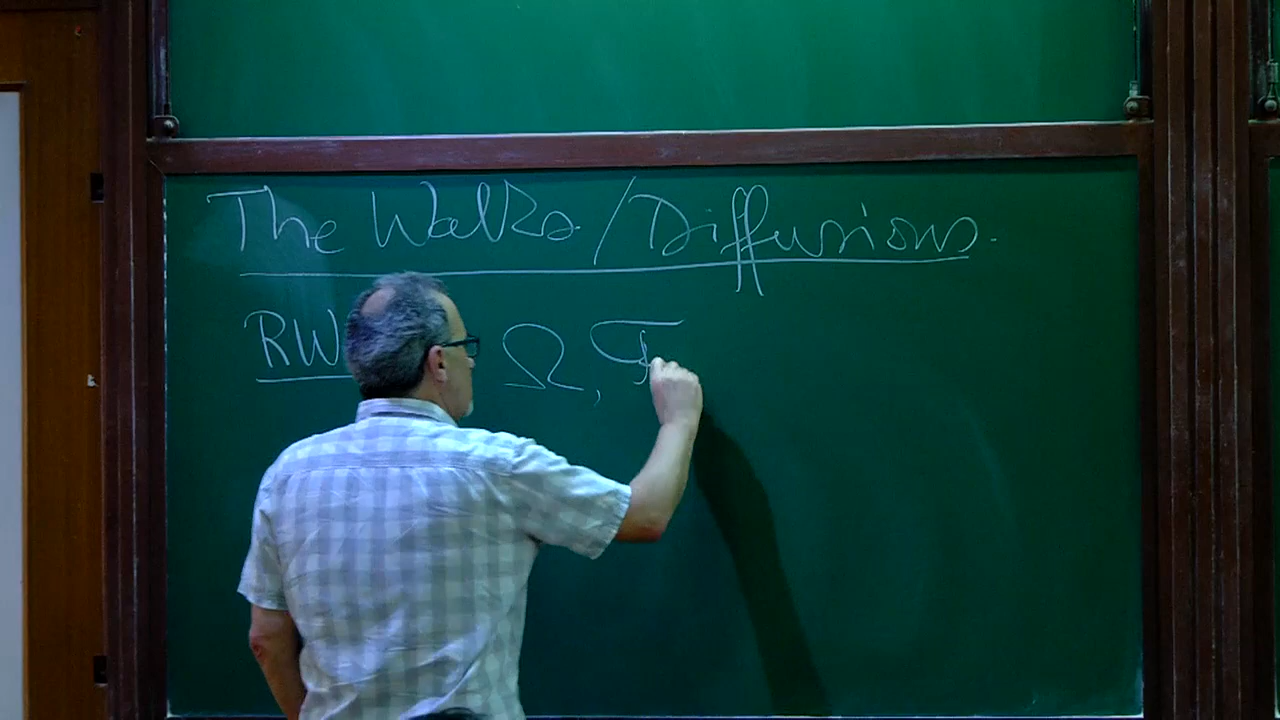 The Walks/Diffusions.
RW Ω, F